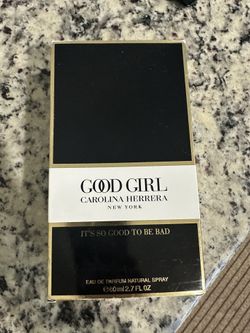 GOOD GIRL
CAROLINA HERRERA
NEW YORK
IT'S SO GOOD TO BE BAD
EAU DE PARFUM NATURAL SPRAY
℮80ml 2.7 FL.OZ